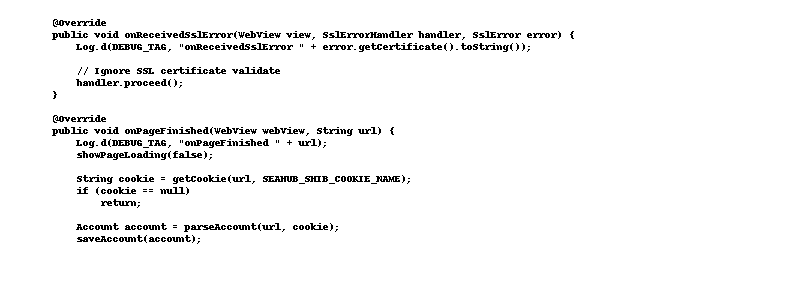 @Override
public void onReceivedSslError(WebView view, SslErrorHandler handler, SslError error) {
Log.d(DEBUG_TAG, "onReceivedSslError " + error.getCertificate().toString());
// Ignore SSL certificate validate
handler.proceed();
}
@Override
public void onPageFinished(WebView webView, String url) {
Log.d(DEBUG_TAG, "onPageFinished " + url);
showPageLoading(false);
String cookie = getCookie(url, SEAHUB_SHIB_COOKIE_NAME);
if (cookie == null)
return;
Account account = parseAccount(url, cookie);
saveAccount(account);